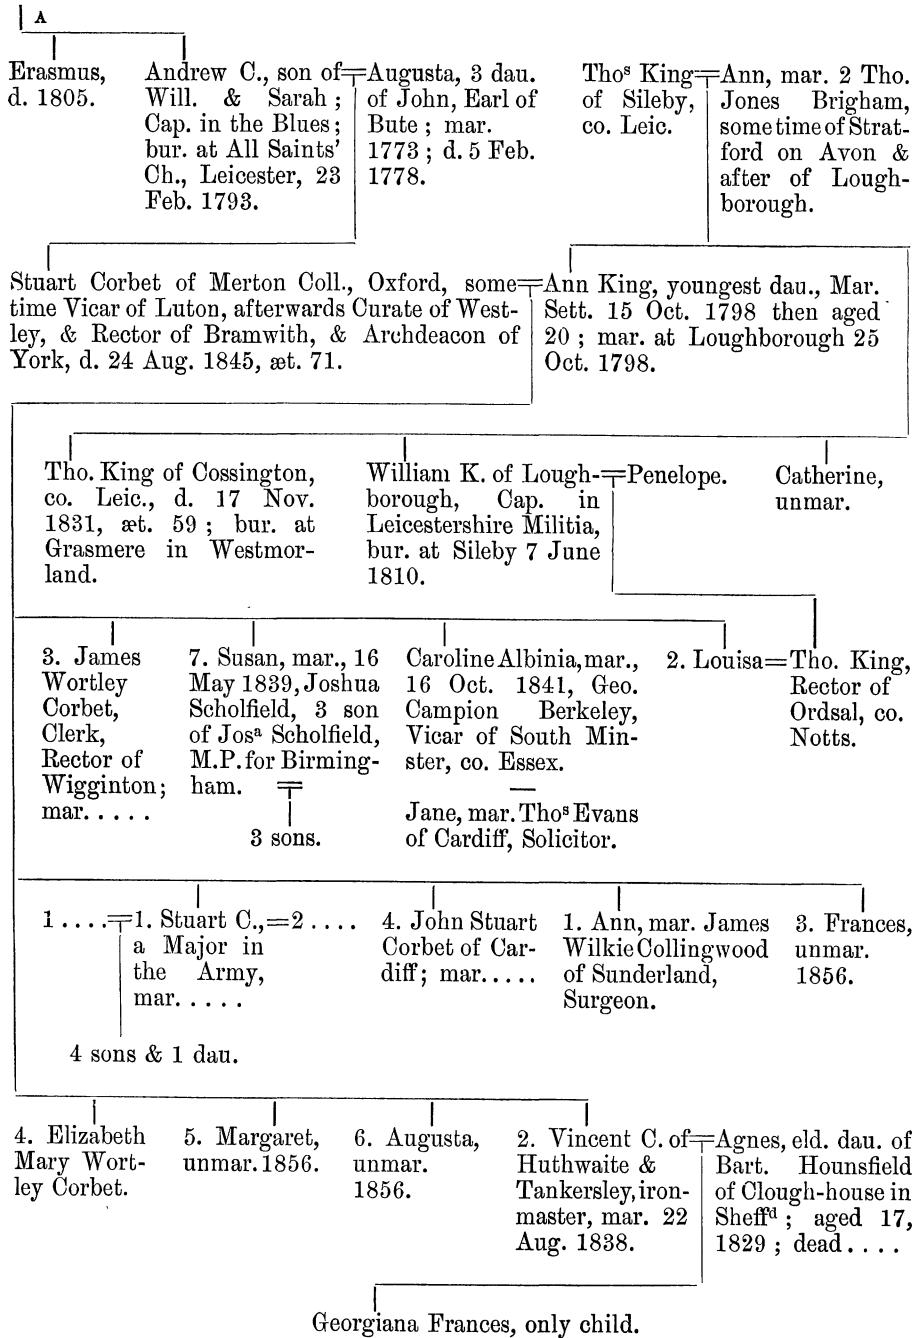 A
Erasmus,
d. 1805.
Andrew C., son of
Will. & Sarah ;
Cap. in the Blues ;
bur. at All Saints'
Ch., Leicester, 23
Feb. 1793.
Augusta, 3 dau.
of John, Earl of
Bute ; mar.
1773 ; d. 5 Feb.
1778.
Thoˢ King
of Sileby,
co. Leic.
Ann, mar. 2 Tho.
Jones Brigham,
some time of Strat-
ford on Avon &
after of Lough-
borough.
Stuart Corbet of Merton Coll., Oxford, some-
time Vicar of Luton, afterwards Curate of West-
ley, & Rector of Bramwith, & Archdeacon of
York, d. 24 Aug. 1845, æt. 71.
Ann King, youngest dau., Mar.
Sett. 15 Oct. 1798 then aged
20 ; mar. at Loughborough 25
Oct. 1798.
Tho. King of Cossington,
co. Leic., d. 17 Nov.
1831, æt. 59 ; bur. at
Grasmere in Westmor-
land.
William K. of Lough-
borough, Cap. in
Leicestershire Militia,
bur. at Sileby 7 June
1810.
Penelope.
Catherine,
unmar.
3. James
Wortley
Corbet,
Clerk,
Rector of
Wigginton ;
mar. . . . .
7. Susan, mar., 16
May 1839, Joshua
Scholfield, 3 son
of Josᵃ Scholfield,
M.P. for Birming-
ham.
3 sons.
Caroline Albinia, mar.,
16 Oct. 1841, Geo.
Campion Berkeley,
Vicar of South Min-
ster, co. Essex.
—
Jane, mar. Thoˢ Evans
of Cardiff, Solicitor.
2. Louisa=Tho. King,
Rector of
Ordsal, co.
Notts.
1 . . . .
1. Stuart C.,=2 . . . .
a Major in
the Army,
mar. . . . .
4 sons & 1 dau.
4. John Stuart
Corbet of Car-
diff ; mar. . . . .
1. Ann, mar. James
Wilkie Collingwood
of Sunderland,
Surgeon.
3. Frances,
unmar.
1856.
4. Elizabeth
Mary Wort-
ley Corbet.
5. Margaret,
unmar. 1856.
6. Augusta,
unmar.
1856.
2. Vincent C. of
Huthwaite &
Tankersley, iron-
master, mar. 22
Aug. 1838.
Agnes, eld. dau. of
Bart. Hounsfield
of Clough-house in
Sheffᵈ ; aged 17,
1829 ; dead . . . .
Georgiana Frances, only child.